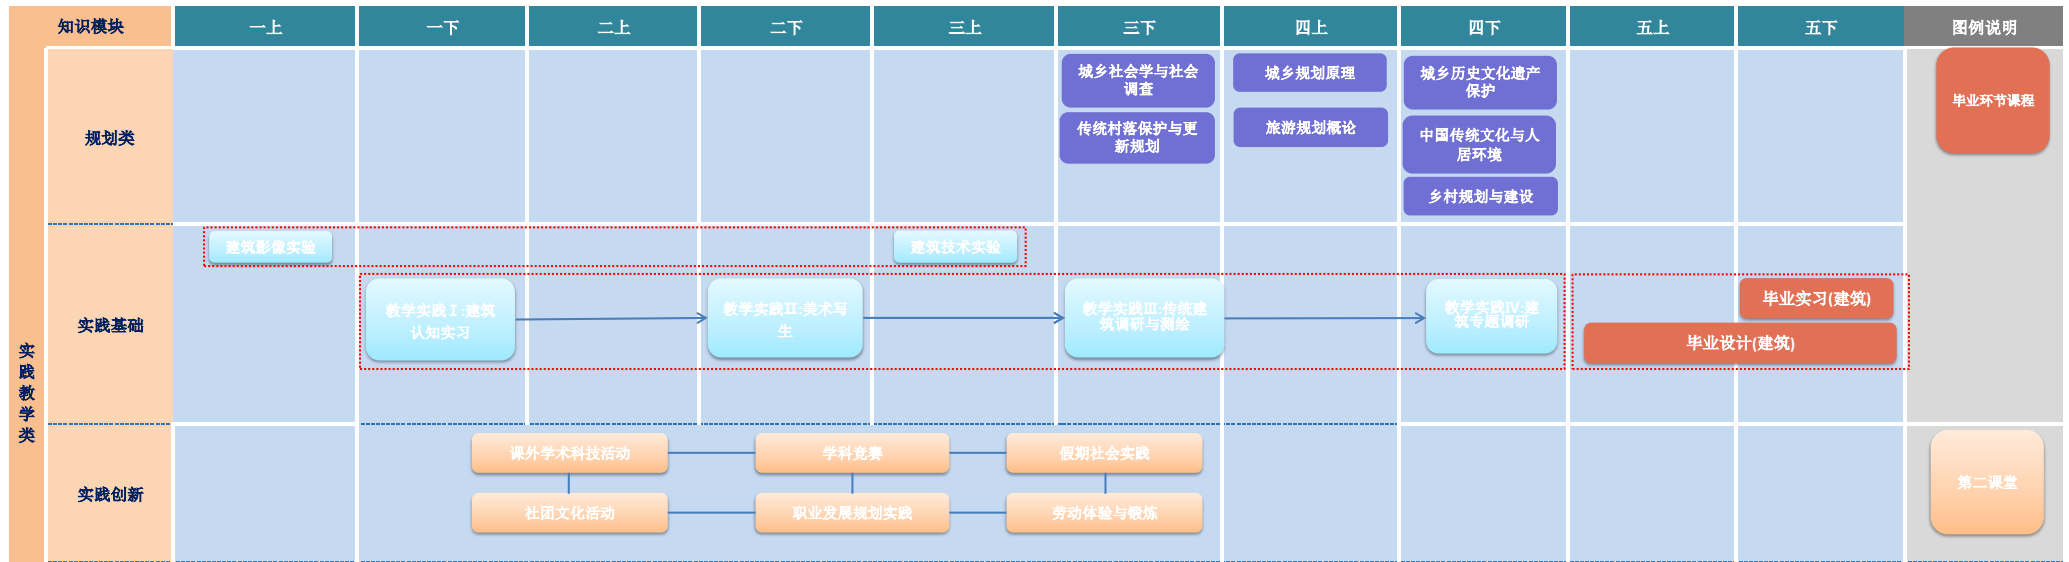 知识模块
一上
一下
二上
二下
三上
三下
四上
四下
五上
五下
图例说明
实
践
教
学
类
规划类
城乡社会学与社会
调查
传统村落保护与更
新规划
城乡规划原理
旅游规划概论
城乡历史文化遗产
保护
中国传统文化与人
居环境
乡村规划与建设
毕业环节课程
实践基础
建筑影像实验
建筑技术实验
教学实践Ⅰ:建筑
认知实习
教学实践Ⅱ:美术写
生
教学实践Ⅲ:传统建
筑调研与测绘
教学实践Ⅳ:建
筑专题调研
毕业实习(建筑)
毕业设计(建筑)
实践创新
课外学术科技活动
学科竞赛
假期社会实践
社团文化活动
职业发展规划实践
劳动体验与锻炼
第二课堂